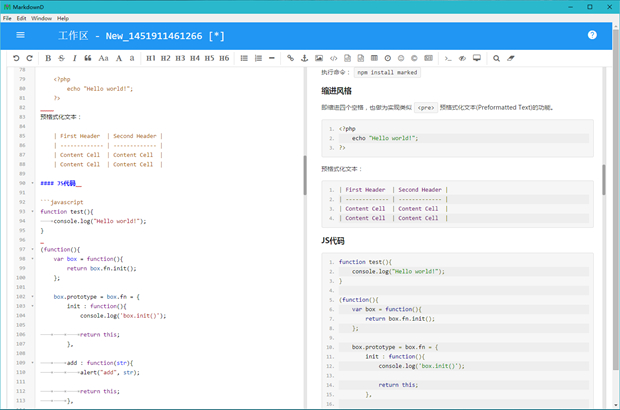 MarkdownD
File Edit Window Help
工作区 - New_1451911461266 [*]
B S I Aa A a H1 H2 H3 H4 H5 H6
78
79 <?php
80 echo "Hello world!";
81 ?>
82
83 预格式化文本：
84
85 | First Header | Second Header |
86 | ------------- | ------------- |
87 | Content Cell | Content Cell |
88 | Content Cell | Content Cell |
89
90 #### JS代码
91
92 ```javascript
93 function test(){
94 console.log("Hello world!");
95 }
96
97 (function(){
98 var box = function(){
99 return box.fn.init();
100 };
101
102 box.prototype = box.fn = {
103 init : function(){
104 console.log('box.init()');
105
106 return this;
107 },
108
109 add : function(str){
110 alert("add", str);
111
112 return this;
113 },
执行命令： npm install marked
缩进风格
即缩进四个空格，也做为实现类似 <pre> 预格式化文本(Preformatted Text)的功能。
1. <?php
2. echo "Hello world!";
3. ?>
预格式化文本：
1. | First Header | Second Header |
2. | ------------- | ------------- |
3. | Content Cell | Content Cell |
4. | Content Cell | Content Cell |
JS代码
1. function test(){
2. console.log("Hello world!");
3. }
4.
5. (function(){
6. var box = function(){
7. return box.fn.init();
8. };
9.
10. box.prototype = box.fn = {
11. init : function(){
12. console.log('box.init()');
13.
14. return this;
15. },
16.